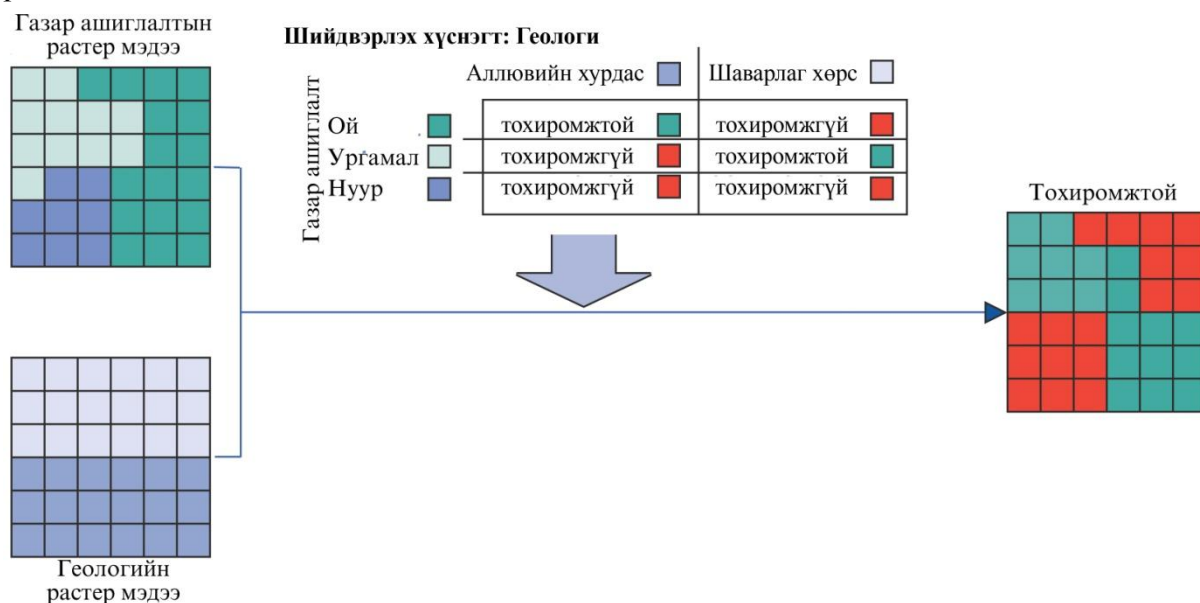 Газар ашиглалтын
растер мэдээ
Шийдвэрлэх хүснэгт: Геологи
Аллювийн хурдас
Шаварлаг хөрс
Газар ашиглалт
Ой
тохиромжтой
тохиромжгүй
Ургамал
тохиромжгүй
тохиромжтой
Нуур
тохиромжгүй
тохиромжгүй
Тохиромжтой
Геологийн
растер мэдээ